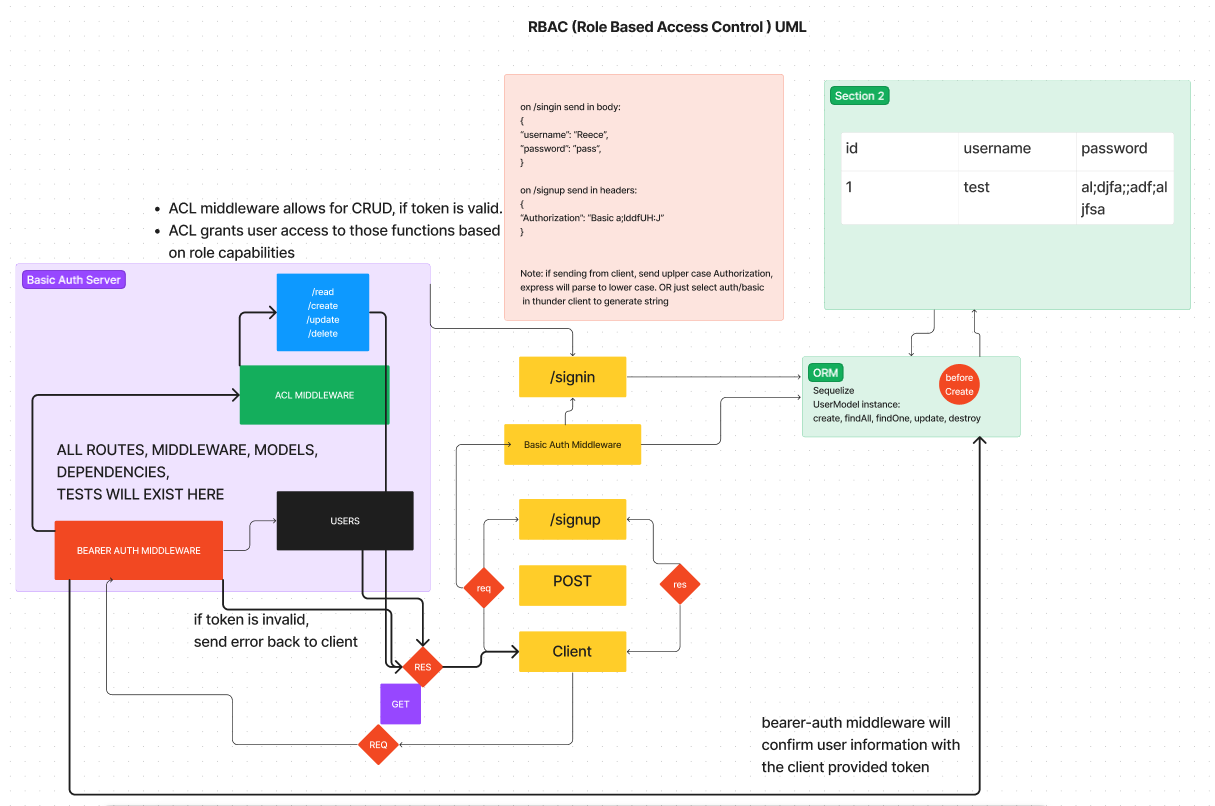 RBAC (Role Based Access Control ) UML
on /singin send in body:
{
"username": "Reece",
"password": "pass",
}
on /signup send in headers:
{
"Authorization": "Basic a;lddfUH:J"
}
Note: if sending from client, send uplper case Authorization,
express will parse to lower case. OR just select auth/basic
in thunder client to generate string
Section 2
id username password
1 test al;djfa;;adf;al
jfsa
• ACL middleware allows for CRUD, if token is valid.
• ACL grants user access to those functions based
on role capabilities
Basic Auth Server
/read
/create
/update
/delete
ACL MIDDLEWARE
ALL ROUTES, MIDDLEWARE, MODELS,
DEPENDENCIES,
TESTS WILL EXIST HERE
USERS
BEARER AUTH MIDDLEWARE
if token is invalid,
send error back to client
/signin
Basic Auth Middleware
/signup
POST
Client
req
res
RES
GET
REQ
ORM
Sequelize
UserModel instance:
create, findAll, findOne, update, destroy
before
Create
bearer-auth middleware will
confirm user information with
the client provided token